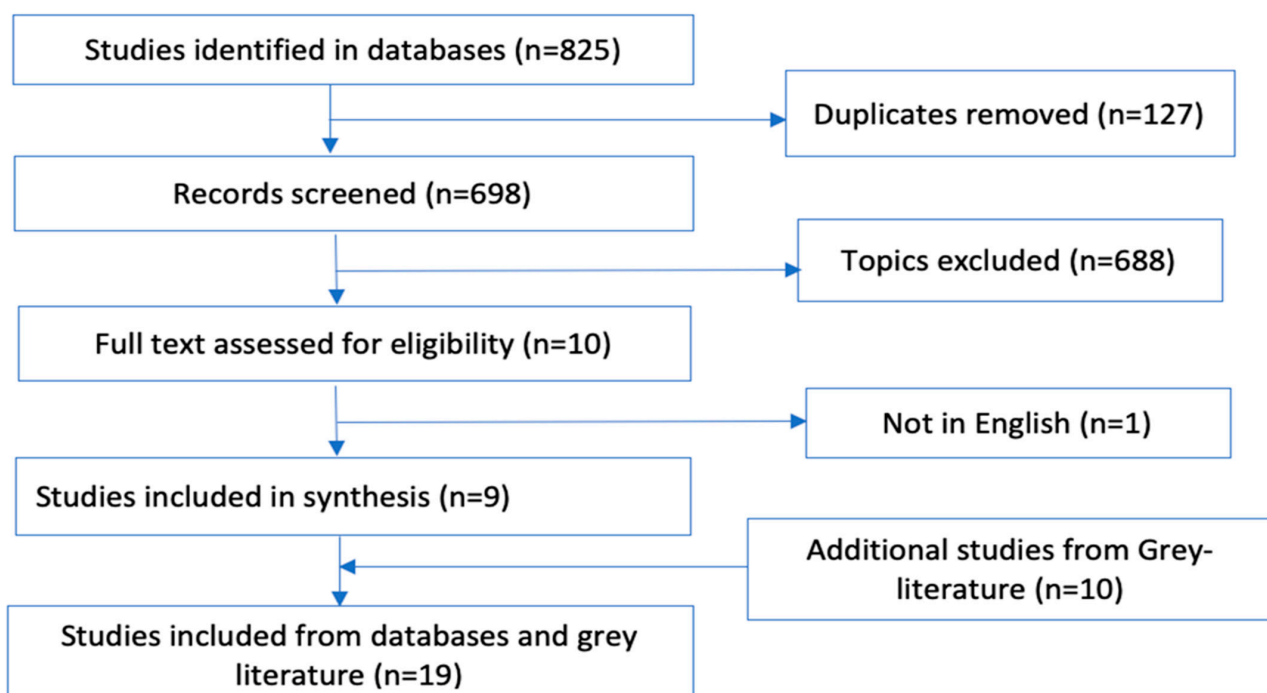 Studies identified in databases (n=825)
Duplicates removed (n=127)
Records screened (n=698)
Topics excluded (n=688)
Full text assessed for eligibility (n=10)
Not in English (n=1)
Studies included in synthesis (n=9)
Additional studies from Grey-
literature (n=10)
Studies included from databases and grey
literature (n=19)